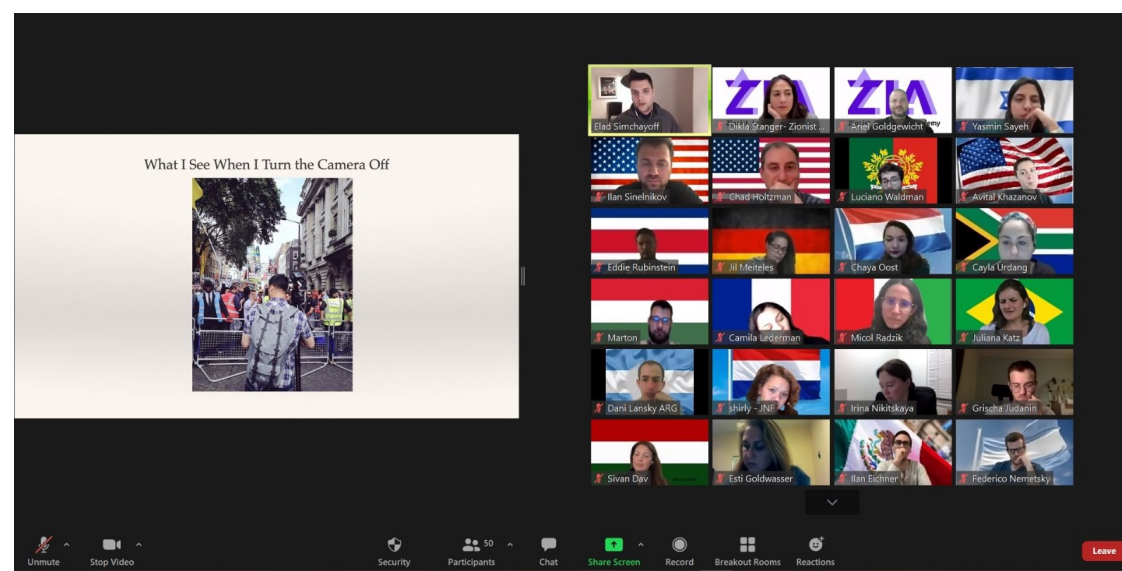 What I See When I Turn the Camera Off
Elad Simchayoff
ZIA
Dikla Stanger- Zionist ...
ZIA
Ariel Goldgewicht
Yasmin Sayeh
Ilan Sinelnikov
Chad Holtzman
Luciano Waldman
Avital Khazanov
Eddie Rubinstein
Jil Meiteles
Chaya Oost
Cayla Urdang
Marton
Camila Lederman
Micol Radzik
Juliana Katz
Dani Lansky ARG
shirly - JNF
Irina Nikitskaya
Grischa Judanin
Sivan Dav
Esti Goldwasser
Ilan Eichner
Federico Nemetsky
Unmute
Stop Video
Security
50
Participants
Chat
Share Screen
Record
Breakout Rooms
Reactions
Leave